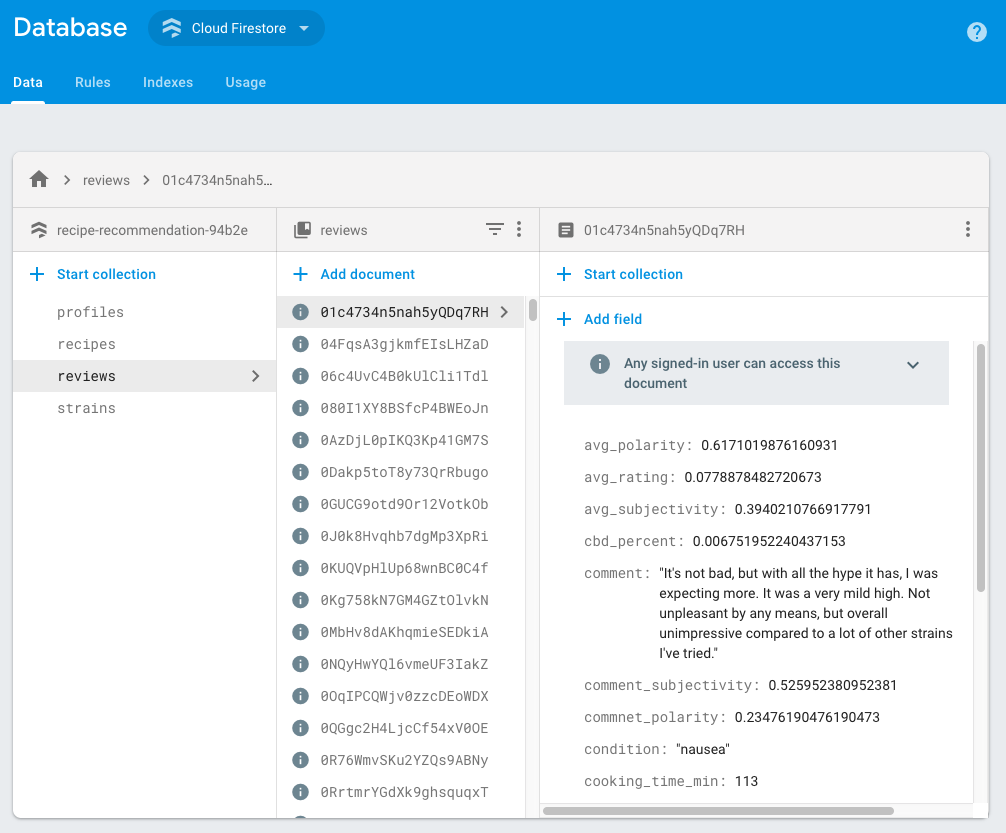 Database
Cloud Firestore
Data Rules Indexes Usage
reviews
01c4734n5nah5…
recipe-recommendation-94b2e
Start collection
profiles
recipes
reviews
strains
reviews
Add document
01c4734n5nah5yQDq7RH
04FqsA3gjkmfEIsLHZaD
06c4UvC4B0kUlCli1Tdl
080I1XY8BSfcP4BWEoJn
0AzDjL0pIKQ3Kp41GM7S
0Dakp5toT8y73QrRbugo
0GUCG9otd9Or12VotkOb
0J0k8Hvqhb7dgMp3XpRi
0KUQVpHlUp68wnBC0C4f
0Kg758kN7GM4GZtOlvkN
0MbHv8dAKhqmieSEDkiA
0NQyHwYQl6vmeUF3IakZ
0OqIPCQWjv0zzcDEoWDX
0QGgc2H4LjcCf54xV0OE
0R76WmvSKu2YZQs9ABNy
0RrtmrYGdXk9ghsquqxT
01c4734n5nah5yQDq7RH
Start collection
Add field
Any signed-in user can access this
document
avg_polarity: 0.6171019876160931
avg_rating: 0.0778878482720673
avg_subjectivity: 0.3940210766917791
cbd_percent: 0.006751952240437153
comment: "It's not bad, but with all the hype it has, I was
expecting more. It was a very mild high. Not
unpleasant by any means, but overall
unimpressive compared to a lot of other strains
I've tried."
comment_subjectivity: 0.525952380952381
commnet_polarity: 0.23476190476190473
condition: "nausea"
cooking_time_min: 113